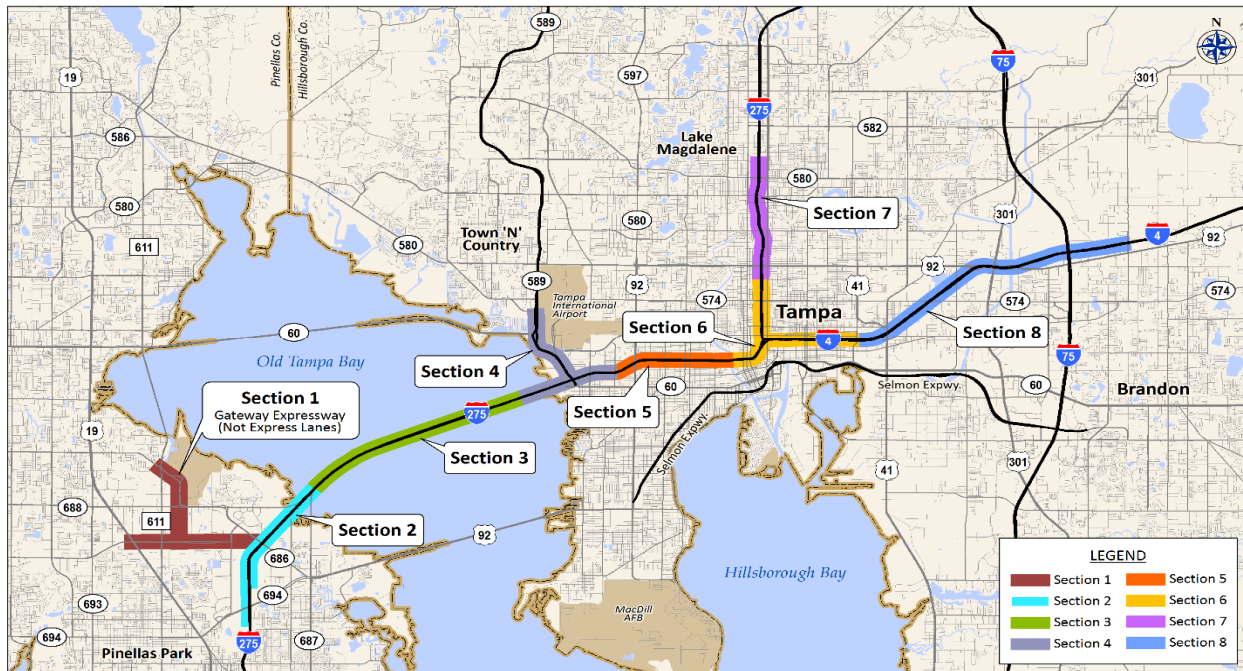 589
N
19
Pinellas Co.
Hillsborough Co.
597
75
301
275
586
582
Lake
Magdalene
580
580
Section 7
611
580
Town 'N'
Country
580
301
4
92
92
589
Tampa
International
Airport
92
41
574
574
574
Tampa
Section 6
60
Old Tampa Bay
Section 4
4
Section 8
75
60
Section 5
Selmon Expwy.
60
Brandon
Section 1
Gateway Expressway
(Not Express Lanes)
275
19
Section 3
Selmon Expwy.
41
301
688
611
Section 2
92
686
694
693
694
275
687
Pinellas Park
Hillsborough Bay
MacDill
AFB
LEGEND
Section 1
Section 5
Section 2
Section 6
Section 3
Section 7
Section 4
Section 8